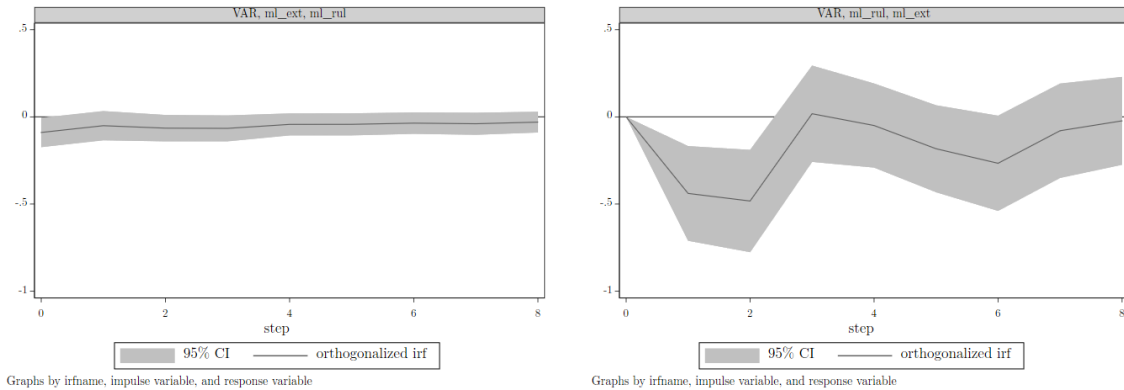 VAR, ml_ext, ml_rul
.5
0
-.5
-1
0 2 4 6 8
step
95% CI orthogonalized irf
Graphs by irfname, impulse variable, and response variable
VAR, ml_rul, ml_ext
.5
0
-.5
-1
0 2 4 6 8
step
95% CI orthogonalized irf
Graphs by irfname, impulse variable, and response variable